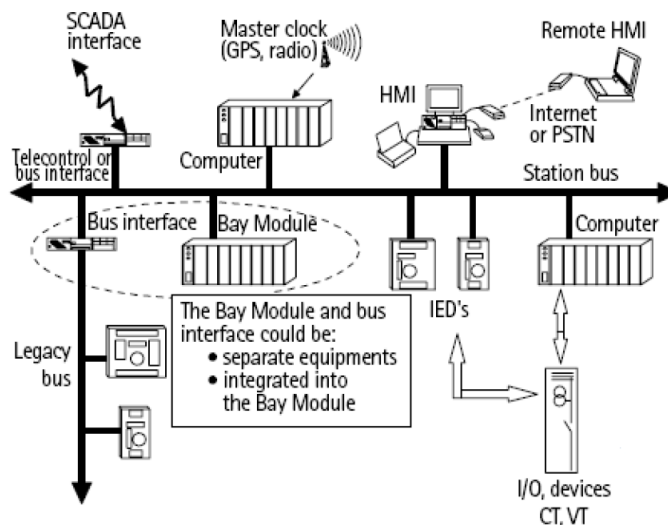 SCADA
interface
Master clock
(GPS, radio)
Remote HMI
HMI
Internet
or PSTN
Telecontrol or
bus interface
Computer
Station bus
Bus interface
Bay Module
Computer
IED's
The Bay Module and bus
interface could be:
• separate equipments
• integrated into
the Bay Module
Legacy
bus
I/O, devices
CT, VT